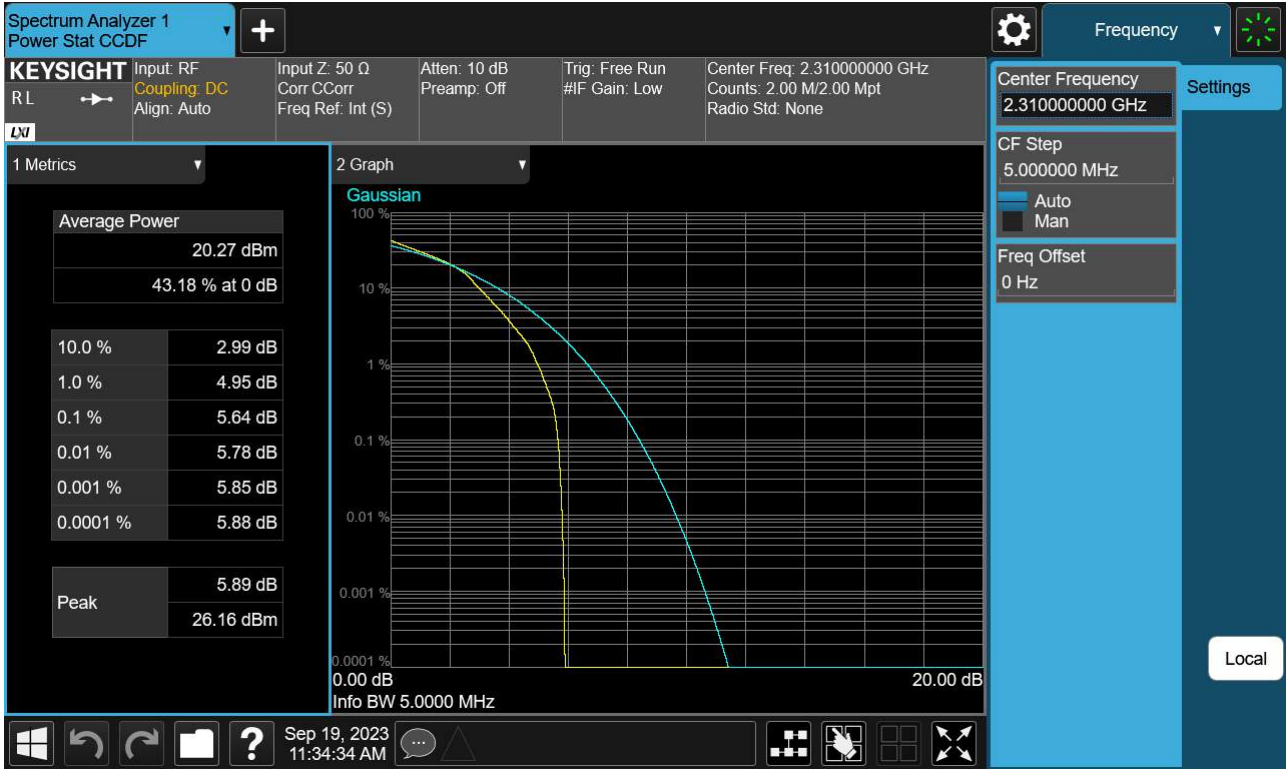 Spectrum Analyzer 1
Power Stat CCDF
Frequency
KEYSIGHT
R L
LXI
Input: RF
Coupling: DC
Align: Auto
Input Z: 50 Ω
Corr CCorr
Freq Ref: Int (S)
Atten: 10 dB
Preamp: Off
Trig: Free Run
#IF Gain: Low
Center Freq: 2.310000000 GHz
Counts: 2.00 M/2.00 Mpt
Radio Std: None
Center Frequency
2.310000000 GHz
Settings
CF Step
5.000000 MHz
Auto
Man
Freq Offset
0 Hz
Local
1 Metrics
Average Power
20.27 dBm
43.18 % at 0 dB
10.0 % 2.99 dB
1.0 % 4.95 dB
0.1 % 5.64 dB
0.01 % 5.78 dB
0.001 % 5.85 dB
0.0001 % 5.88 dB
Peak
5.89 dB
26.16 dBm
2 Graph
Gaussian
100 %
10 %
1 %
0.1 %
0.01 %
0.001 %
0.0001 %
0.00 dB 20.00 dB
Info BW 5.0000 MHz
Sep 19, 2023
11:34:34 AM